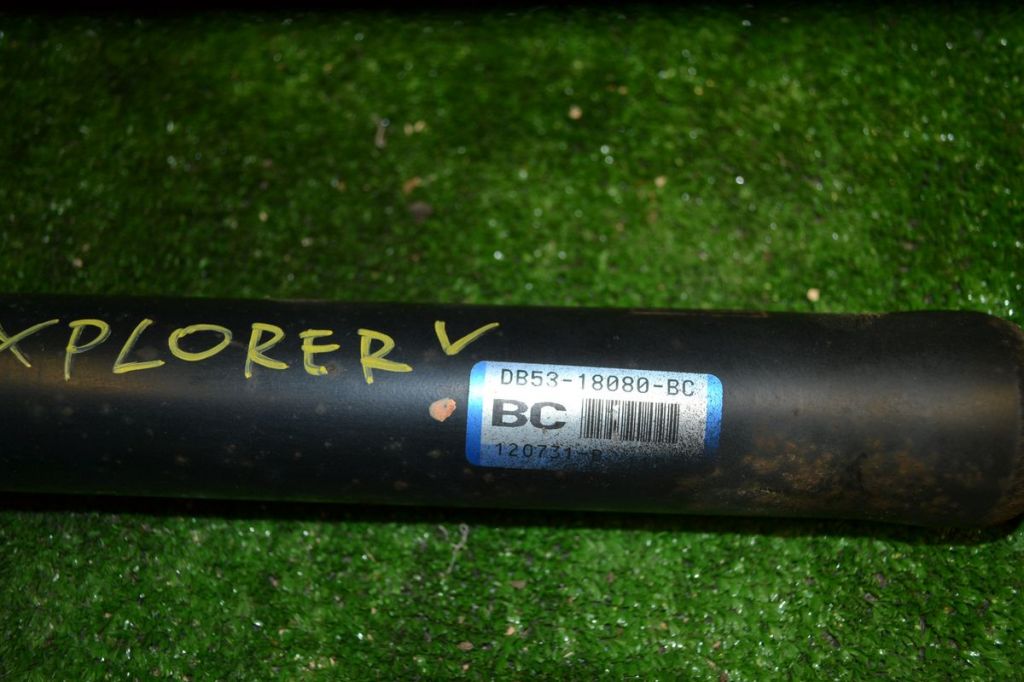 XPLORER V
DB53-18080-BC
BC
120731-